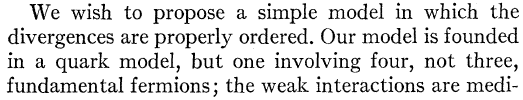 We wish to propose a simple model in which the
divergences are properly ordered. Our model is founded
in a quark model, but one involving four, not three,
fundamental fermions; the weak interactions are medi-